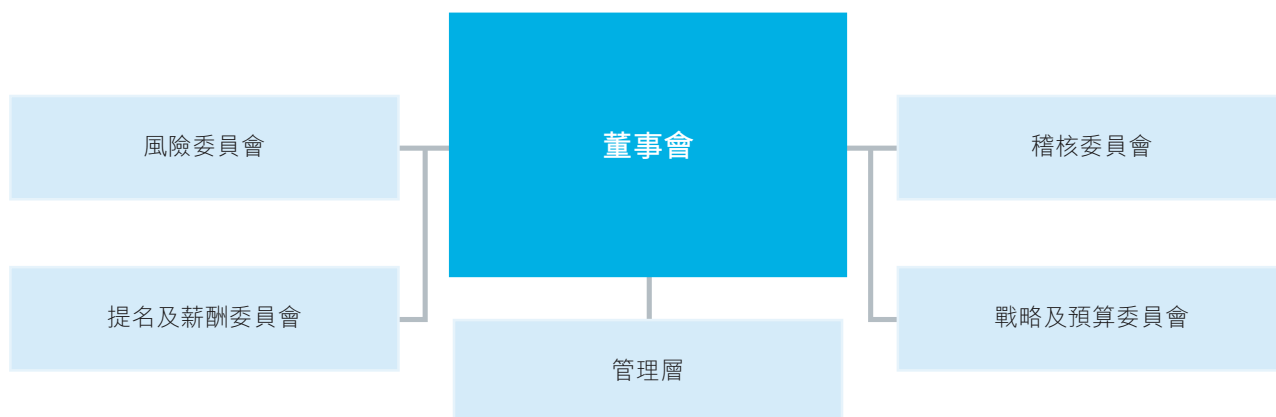 董事會
風險委員會
稽核委員會
提名及薪酬委員會
戰略及預算委員會
管理層